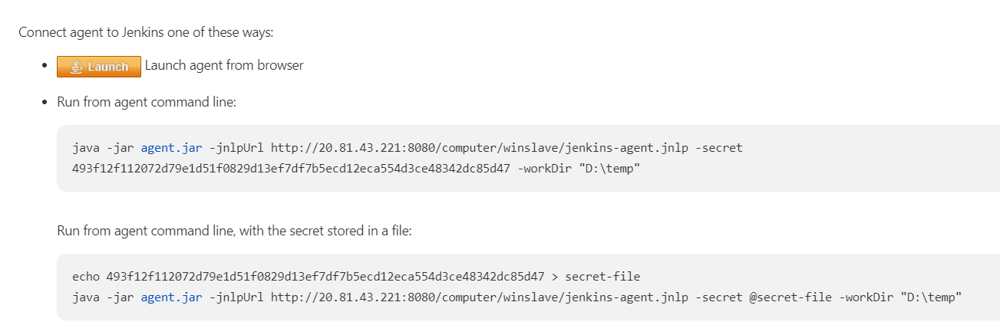 Connect agent to Jenkins one of these ways:
Launch Launch agent from browser
Run from agent command line:
java -jar agent.jar -jnlpUrl http://20.81.43.221:8080/computer/winslave/jenkins-agent.jnlp -secret
493f12f112072d79e1d51f0829d13ef7df7b5ecd12eca554d3ce48342dc85d47 -workDir "D:\temp"
Run from agent command line, with the secret stored in a file:
echo 493f12f112072d79e1d51f0829d13ef7df7b5ecd12eca554d3ce48342dc85d47 > secret-file
java -jar agent.jar -jnlpUrl http://20.81.43.221:8080/computer/winslave/jenkins-agent.jnlp -secret @secret-file -workDir "D:\temp"